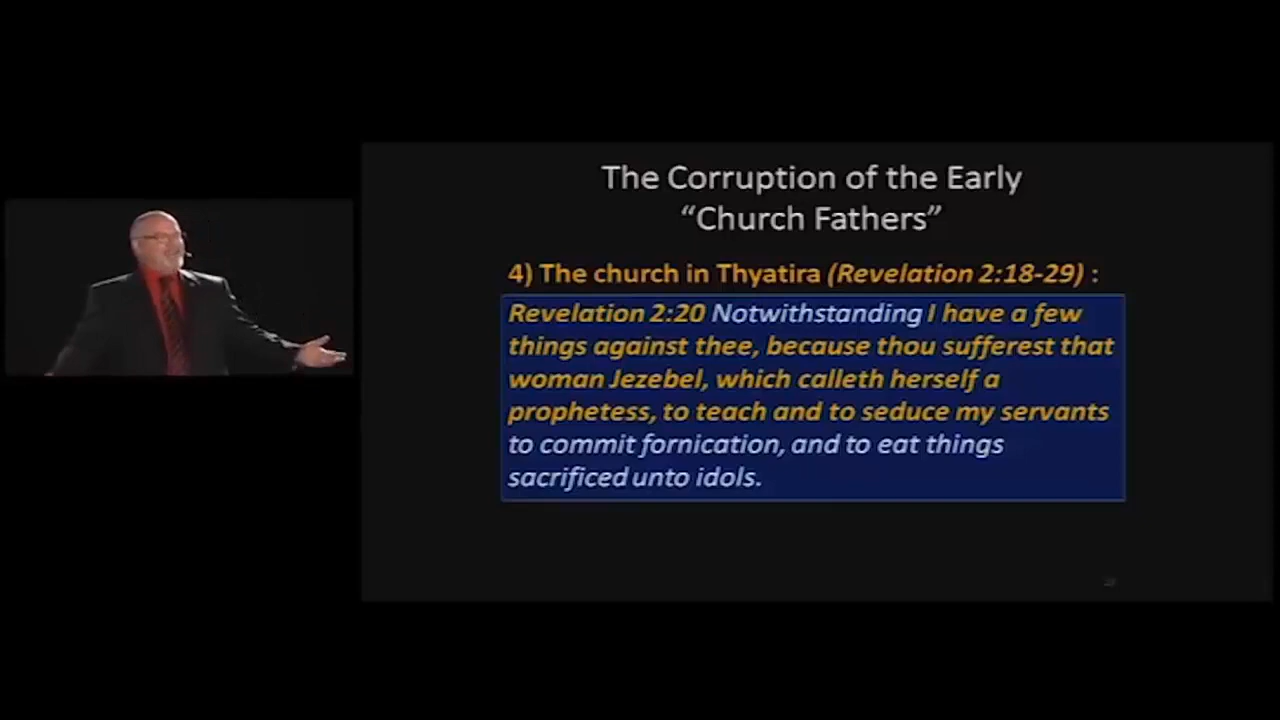 The Corruption of the Early
“Church Fathers”
4) The church in Thyatira (Revelation 2:18-29) :
Revelation 2:20 Notwithstanding I have a few
things against thee, because thou sufferest that
woman Jezebel, which calleth herself a
prophetess, to teach and to seduce my servants
to commit fornication, and to eat things
sacrificed unto idols.